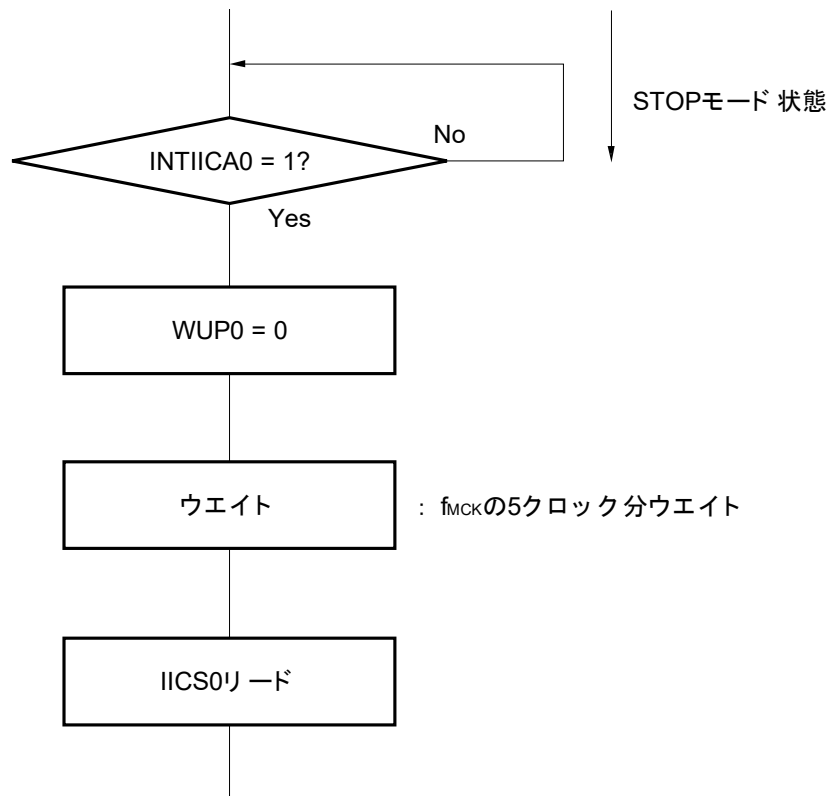 STOPモード 状態
No
INTIICA0 = 1?
Yes
WUP0 = 0
ウエイト : fMCKの5クロック分ウエイト
IICS0リード